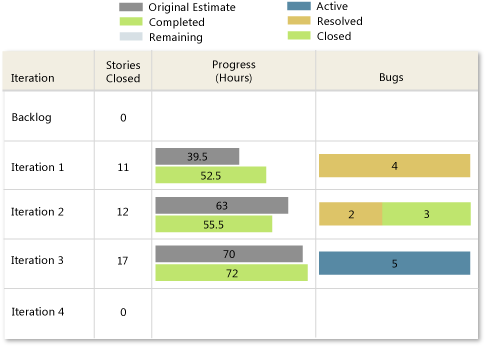 Original Estimate Active
Completed Resolved
Remaining Closed
Iteration Stories Closed Progress (Hours) Bugs
Backlog 0
Iteration 1 11 39.5 4
52.5
Iteration 2 12 63 2 3
55.5
Iteration 3 17 70 5
72
Iteration 4 0